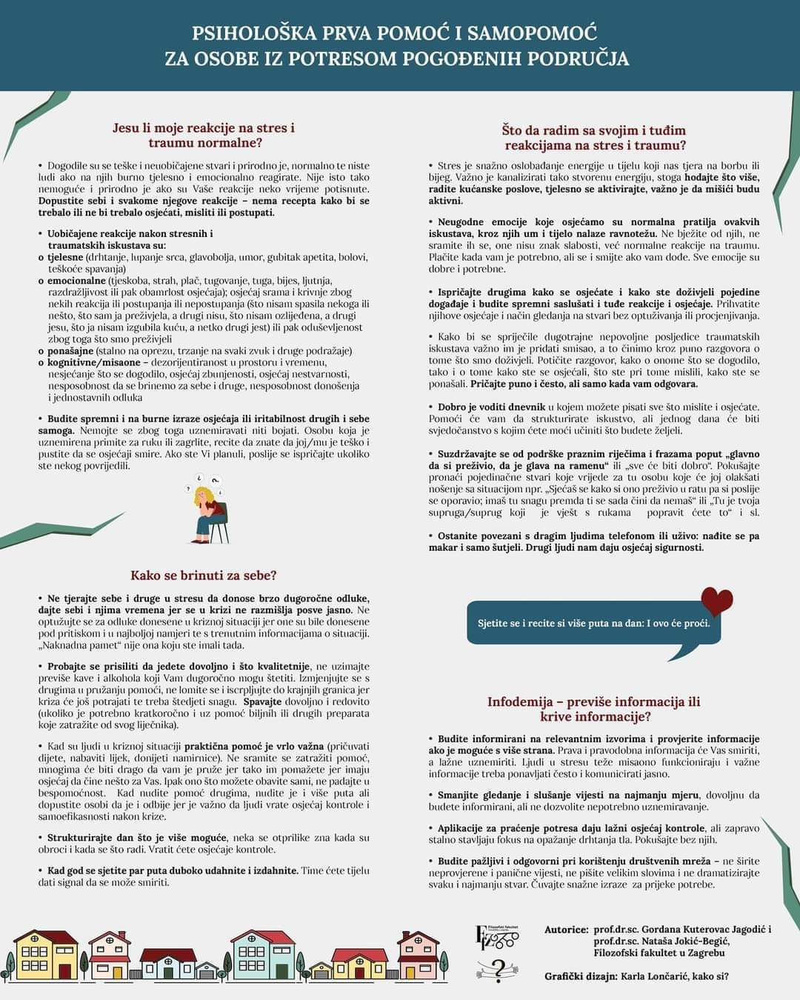 PSIHOLOŠKA PRVA POMOĆ I SAMOPOMOĆ
ZA OSOBE IZ POTRESOM POGOĐENIH PODRUČJA
Jesu li moje reakcije na stres i
traumu normalne?
• Dogodile su se teške i neuobičajene stvari i prirodno je, normalno te niste
ludi ako na njih burno tjelesno i emocionalno reagirate. Nije isto tako
nemoguće i prirodno je ako su Vaše reakcije neko vrijeme potisnute.
Dopustite sebi i svakome njegove reakcije – nema recepta kako bi se
trebalo ili ne bi trebalo osjećati, misliti ili postupati.
• Uobičajene reakcije nakon stresnih i
traumatskih iskustava su:
o tjelesne (drhtanje, lupanje srca, glavobolja, umor, gubitak apetita, bolovi,
teškoće spavanja)
o emocionalne (tjeskoba, strah, plač, tugovanje, tuga, bijes, ljutnja,
razdražljivost ili pak obamrlost osjećaja); osjećaj srama i krivnje zbog
nekih reakcija ili postupanja ili nepostupanja (što nisam spasila nekoga ili
nešto, što sam ja preživjela, a drugi nisu, što nisam ozlijeđena, a drugi
jesu, što ja nisam izgubila kuću, a netko drugi jest) ili pak oduševljenost
zbog toga što smo preživjeli
o ponašajne (stalno na oprezu, trzanje na svaki zvuk i druge podražaje)
o kognitivne/misaone – dezorijentiranost u prostoru i vremenu,
nesjećanje što se dogodilo, osjećaj zbunjenosti, osjećaj nestvarnosti,
nesposobnost da se brinemo za sebe i druge, nesposobnost donošenja
i jednostavnih odluka
• Budite spremni i na burne izraze osjećaja ili iritabilnost drugih i sebe
samoga. Nemojte se zbog toga uznemiravati niti bojati. Osobu koja je
uznemirena primite za ruku ili zagrlite, recite da znate da joj/mu je teško i
pustite da se osjećaji smire. Ako ste Vi planuli, poslije se ispričajte ukoliko
ste nekog povrijedili.
Kako se brinuti za sebe?
• Ne tjerajte sebe i druge u stresu da donose brzo dugoročne odluke,
dajte sebi i njima vremena jer se u krizi ne razmišlja posve jasno. Ne
optužujte se za odluke donesene u kriznoj situaciji jer one su bile donesene
pod pritiskom i u najboljoj namjeri te s trenutnim informacijama o situaciji.
„Naknadna pamet“ nije ona koju ste imali tada.
• Probajte se prisiliti da jedete dovoljno i što kvalitetnije, ne uzimajte
previše kave i alkohola koji Vam dugoročno mogu štetiti. Izmjenjujte se s
drugima u pružanju pomoći, ne lomite se i iscrpljujte do krajnjih granica jer
kriza će još potrajati te treba štedjeti snagu. Spavajte dovoljno i redovito
(ukoliko je potrebno kratkoročno i uz pomoć biljnih ili drugih preparata
koje zatražite od svog liječnika).
• Kad su ljudi u kriznoj situaciji praktična pomoć je vrlo važna (pričuvati
dijete, nabaviti lijek, donijeti namirnice). Ne sramite se zatražiti pomoć,
mnogima će biti drago da vam je pruže jer tako im pomažete jer imaju
osjećaj da čine nešto za Vas. Ipak ono što možete obavite sami, ne padajte u
bespomoćnost. Kad nudite pomoć drugima, nudite je i više puta ali
dopustite osobi da je i odbije jer je važno da ljudi vrate osjećaj kontrole i
samoefikasnosti nakon krize.
• Strukturirajte dan što je više moguće, neka se otprilike zna kada su
obroci i kada se što radi. Vratit ćete osjećaje kontrole.
• Kad god se sjetite par puta duboko udahnite i izdahnite. Time ćete tijelu
dati signal da se može smiriti.
Što da radim sa svojim i tuđim
reakcijama na stres i traumu?
• Stres je snažno oslobađanje energije u tijelu koji nas tjera na borbu ili
bijeg. Važno je kanalizirati tako stvorenu energiju, stoga hodajte što više,
radite kućanske poslove, tjelesno se aktivirajte, važno je da mišići budu
aktivni.
• Neugodne emocije koje osjećamo su normalna pratilja ovakvih
iskustava, kroz njih um i tijelo nalaze ravnotežu. Ne bježite od njih, ne
sramite ih se, one nisu znak slabosti, već normalne reakcije na traumu.
Plačite kada vam je potrebno, ali se i smijte ako vam dođe. Sve emocije su
dobre i potrebne.
• Ispričajte drugima kako se osjećate i kako ste doživjeli pojedine
događaje i budite spremni saslušati i tuđe reakcije i osjećaje. Prihvatite
njihove osjećaje i način gledanja na stvari bez optuživanja ili procjenjivanja.
• Kako bi se spriječile dugotrajne nepovoljne posljedice traumatskih
iskustava važno im je pridati smisao, a to činimo kroz puno razgovora o
tome što smo doživjeli. Potičite razgovor, kako o onome što se dogodilo,
tako i o tome kako ste se osjećali, što ste pri tome mislili, kako ste se
ponašali. Pričajte puno i često, ali samo kada vam odgovara.
• Dobro je voditi dnevnik u kojem možete pisati sve što mislite i osjećate.
Pomoći će vam da strukturirate iskustvo, ali jednog dana će biti
svjedočanstvo s kojim ćete moći učiniti što budete željeli.
• Suzdržavajte se od podrške praznim riječima i frazama poput „glavno
da si preživio, da je glava na ramenu“ ili „sve će biti dobro“. Pokušajte
pronaći pojedinačne stvari koje vrijede za tu osobu koje će joj olakšati
nošenje sa situacijom npr. „Sjećaš se kako si ono preživio u ratu pa si poslije
se oporavio; imaš tu snagu premda ti se sada čini da nemaš“ ili „Tu je tvoja
supruga/suprug koji je vješt s rukama popravit ćete to“ i sl.
• Ostanite povezani s dragim ljudima telefonom ili uživo: nađite se pa
makar i samo šutjeli. Drugi ljudi nam daju osjećaj sigurnosti.
Sjetite se i recite si više puta na dan: I ovo će proći.
Infodemija – previše informacija ili
krive informacije?
• Budite informirani na relevantnim izvorima i provjerite informacije
ako je moguće s više strana. Prava i pravodobna informacija će Vas smiriti,
a lažne uznemiriti. Ljudi u stresu teže misaono funkcioniraju i važne
informacije treba ponavljati često i komunicirati jasno.
• Smanjite gledanje i slušanje vijesti na najmanju mjeru, dovoljnu da
budete informirani, ali ne dozvolite nepotrebno uznemiravanje.
• Aplikacije za praćenje potresa daju lažni osjećaj kontrole, ali zapravo
stalno stavljaju fokus na opažanje drhtanja tla. Pokušajte bez njih.
• Budite pažljivi i odgovorni pri korištenju društvenih mreža – ne širite
neprovjerene i panične vijesti, ne pišite velikim slovima i ne dramatizirajte
svaku i najmanju stvar. Čuvajte snažne izraze za prijeke potrebe.
Filozofski fakultet
Autorice: prof.dr.sc. Gordana Kuterovac Jagodić i
prof.dr.sc. Nataša Jokić-Begić,
Filozofski fakultet u Zagrebu
Grafički dizajn: Karla Lončarić, kako si?